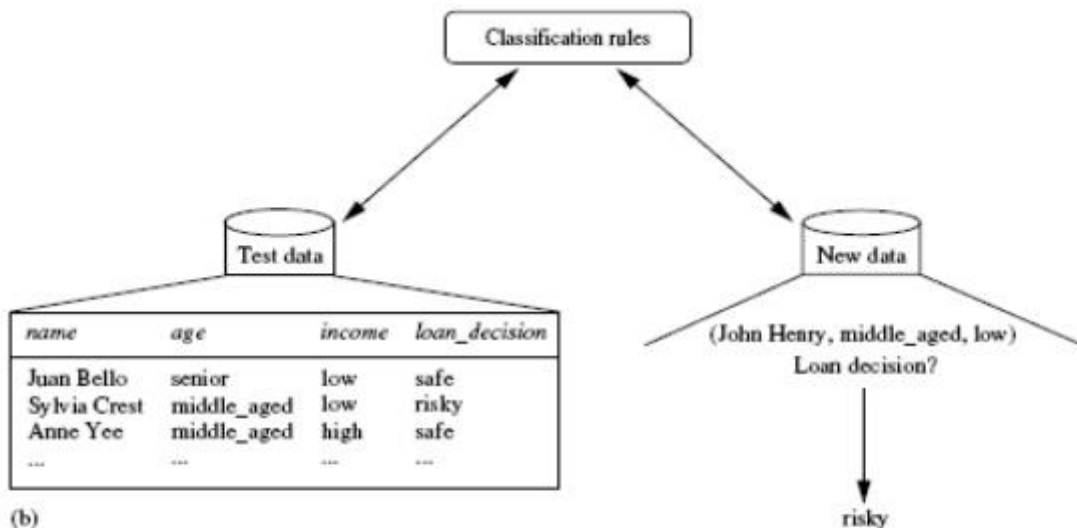 Classification rules
Test data
name age income loan_decision
Juan Bello senior low safe
Sylvia Crest middle_aged low risky
Anne Yee middle_aged high safe
... ... ... ...
(b)
New data
(John Henry, middle_aged, low)
Loan decision?
risky